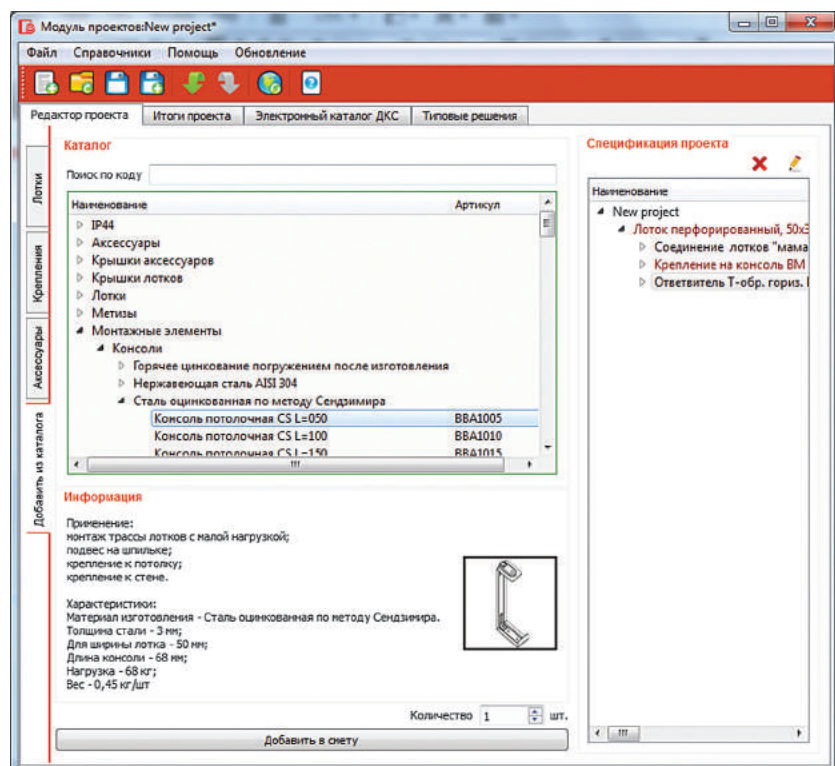 Модуль проектов:New project*
Файл Справочники Помощь Обновление
Редактор проекта Итоги проекта Электронный каталог ДКС Типовые решения
Лотки
Крепления
Аксессуары
Добавить из каталога
Каталог
Поиск по коду
Наименование Артикул
IP44
Аксессуары
Крышки аксессуаров
Крышки лотков
Лотки
Метизы
Монтажные элементы
Консоли
Горячее цинкование погружением после изготовления
Нержавеющая сталь AISI 304
Сталь оцинкованная по методу Сендзимира
Консоль потолочная CS L=050 BBA1005
Консоль потолочная CS L=100 BBA1010
Консоль потолочная CS L=150 BBA1015
Информация
Применение:
монтаж трассы лотков с малой нагрузкой;
подвес на шпильке;
крепление к потолку;
крепление к стене.
Характеристики:
Материал изготовления - Сталь оцинкованная по методу Сендзимира.
Толщина стали - 3 мм;
Для ширины лотка - 50 мм;
Длина консоли - 68 мм;
Нагрузка - 68 кг;
Вес - 0,45 кг/шт
Количество 1 шт.
Добавить в смету
Спецификация проекта
Наименование
New project
Лоток перфорированный, 50x3
Соединение лотков "мама
Крепление на консоль ВМ
Ответвитель Т-обр. гориз.